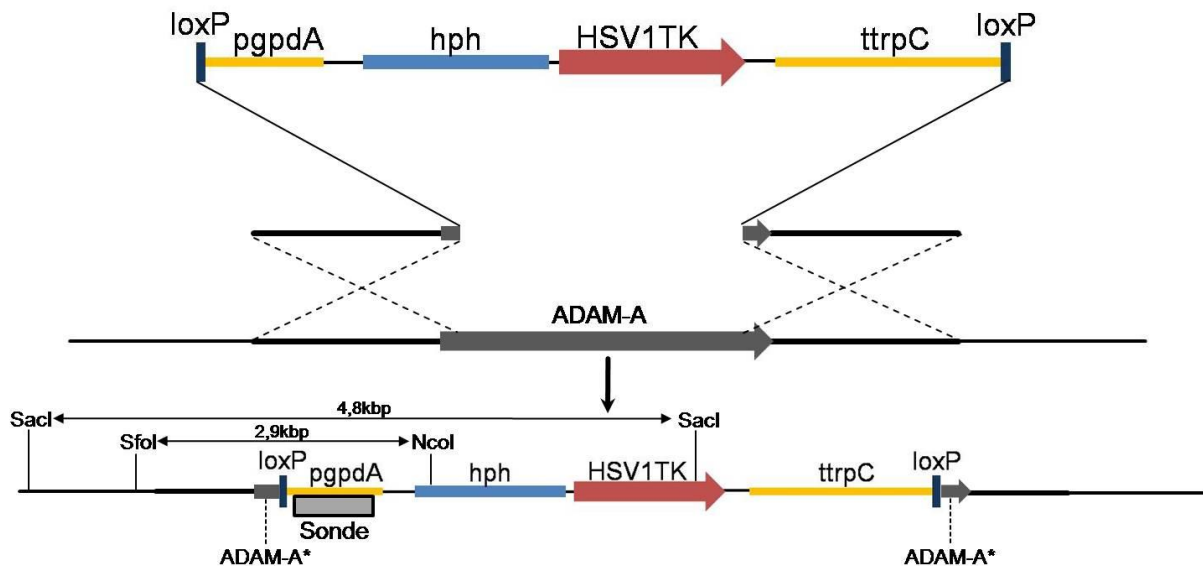 loxP pgpdA hph HSV1TK ttrpC loxP
ADAM-A
4,8kbp
SacI SacI
SfoI 2,9kbp NcoI
loxP pgpdA hph HSV1TK ttrpC loxP
Sonde
ADAM-A* ADAM-A*